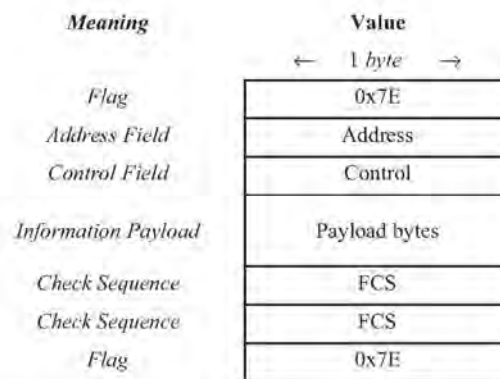 Meaning Value
← 1 byte →
Flag 0x7E
Address Field Address
Control Field Control
Information Payload Payload bytes
Check Sequence FCS
Check Sequence FCS
Flag 0x7E